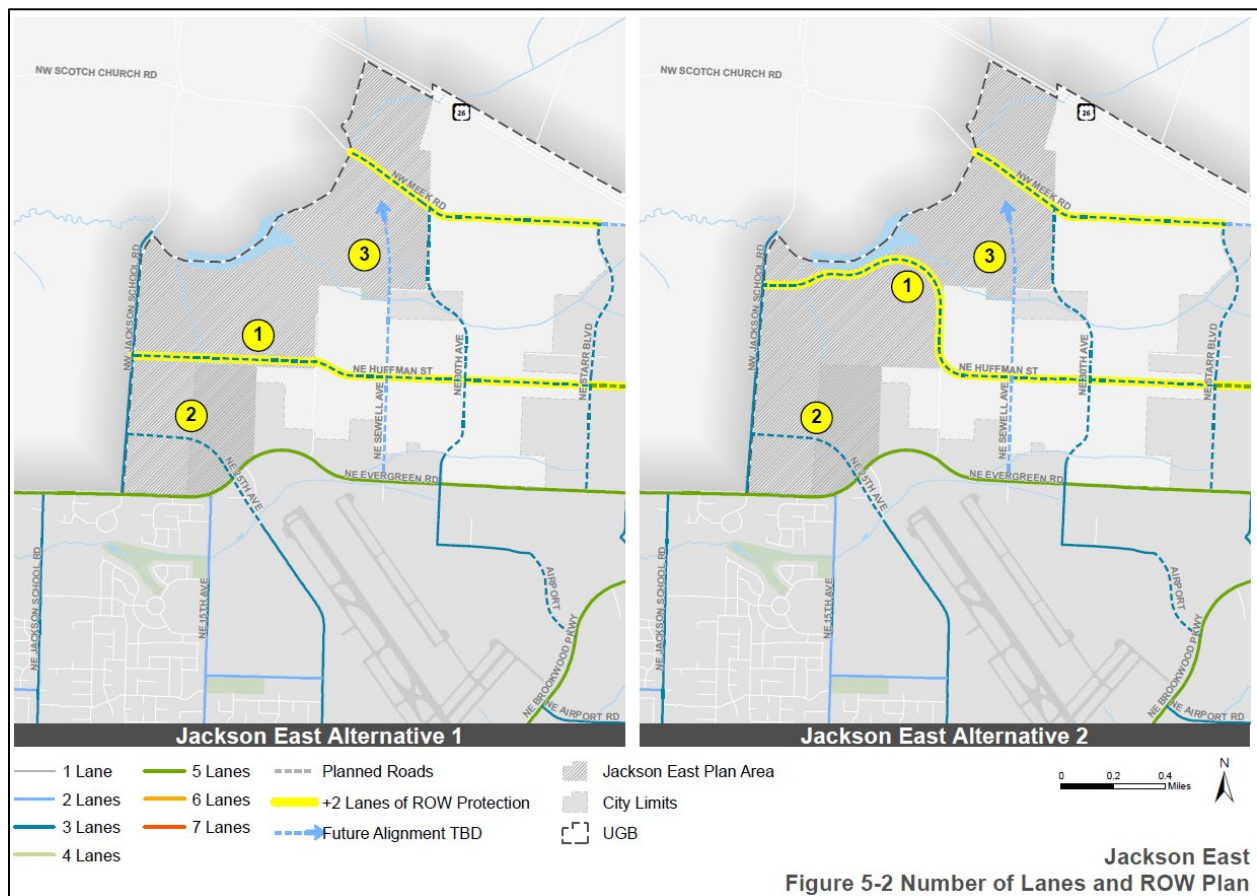 NW SCOTCH CHURCH RD
26
NW MEEK RD
3
NW JACKSON SCHOOL RD
1
NE HUFFMAN ST
NE 30TH AVE
NE STARR BLVD
NE SEWELL AVE
2
NE 25TH AVE
NE EVERGREEN RD
NE JACKSON SCHOOL RD
NE 15TH AVE
AIRPORT
NE BROOKWOOD PKWY
NE AIRPORT RD
Jackson East Alternative 1
NW SCOTCH CHURCH RD
26
NW MEEK RD
3
NW JACKSON SCHOOL RD
1
NE HUFFMAN ST
NE 30TH AVE
NE STARR BLVD
NE SEWELL AVE
2
NE 25TH AVE
NE EVERGREEN RD
NE JACKSON SCHOOL RD
NE 15TH AVE
AIRPORT
NE BROOKWOOD PKWY
NE AIRPORT RD
Jackson East Alternative 2
1 Lane
2 Lanes
3 Lanes
4 Lanes
5 Lanes
6 Lanes
7 Lanes
Planned Roads
+2 Lanes of ROW Protection
Future Alignment TBD
Jackson East Plan Area
City Limits
UGB
0 0.2 0.4
Miles
N
Jackson East
Figure 5-2 Number of Lanes and ROW Plan